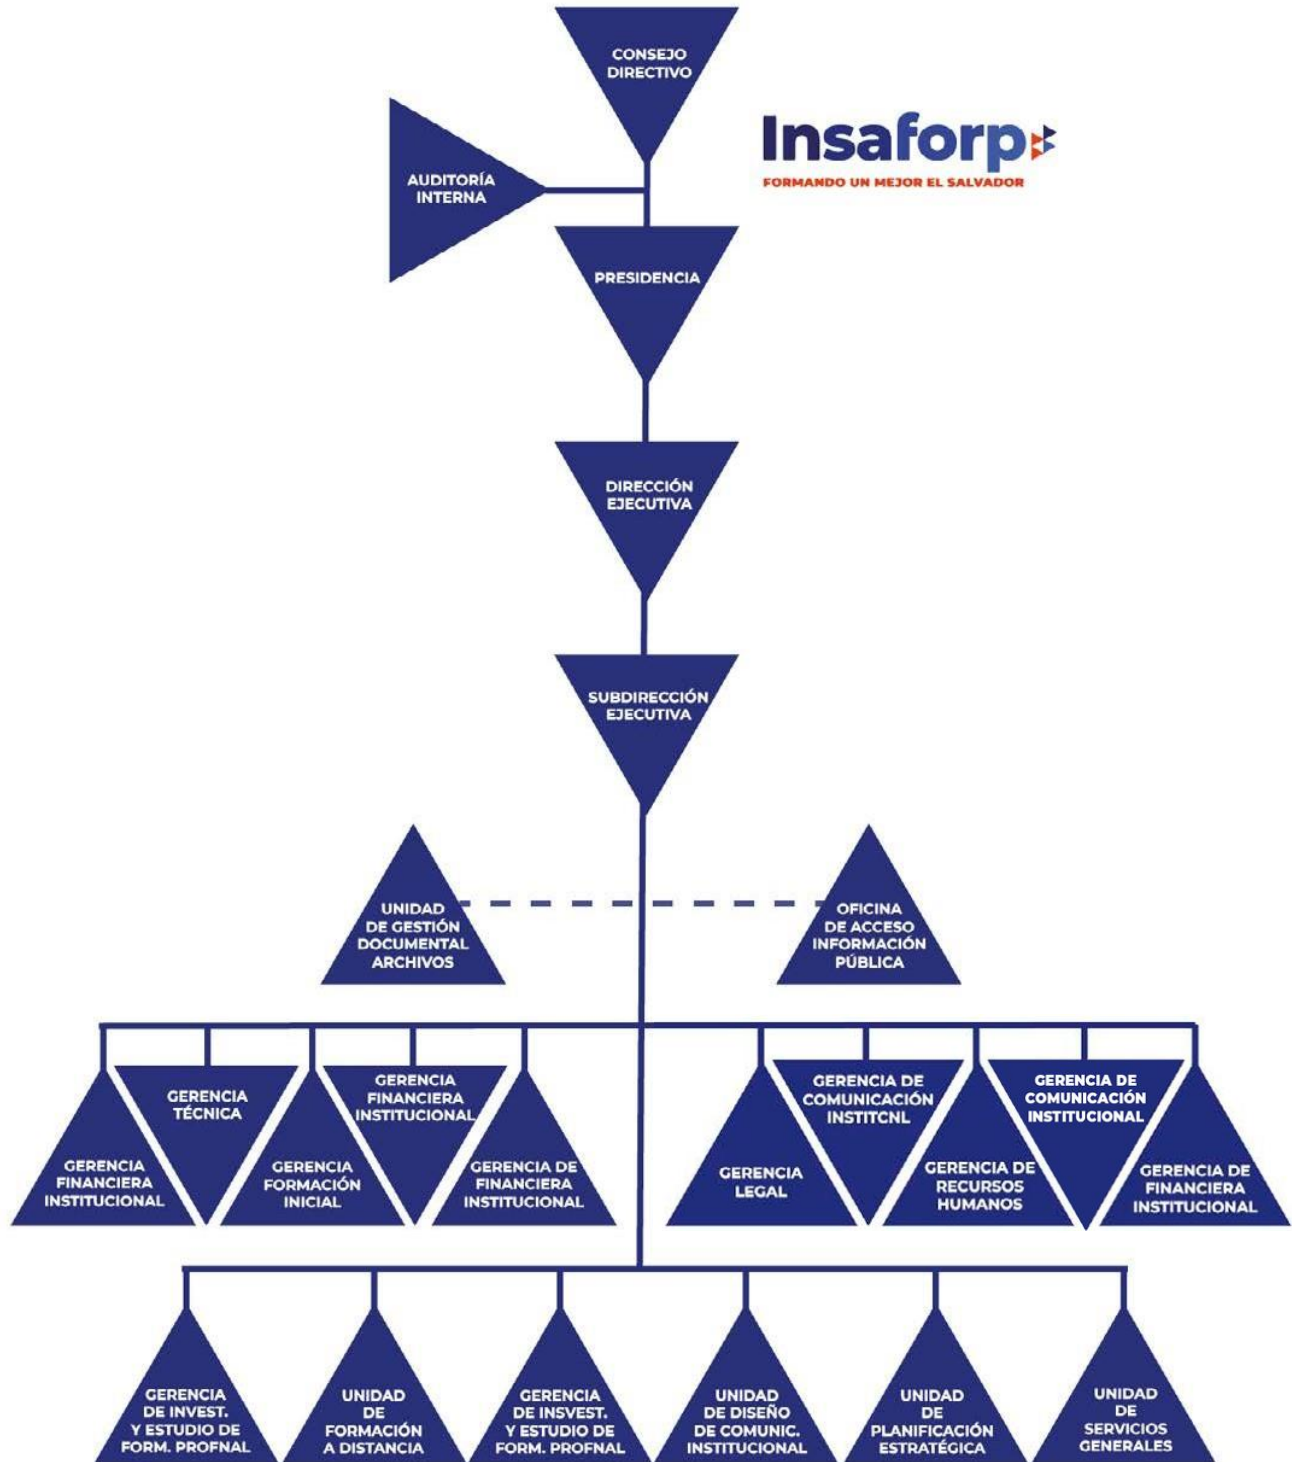 CONSEJO
DIRECTIVO
Insaforp
FORMANDO UN MEJOR EL SALVADOR
AUDITORÍA
INTERNA
PRESIDENCIA
DIRECCIÓN
EJECUTIVA
SUBDIRECCIÓN
EJECUTIVA
UNIDAD
DE GESTIÓN
DOCUMENTAL
ARCHIVOS
OFICINA
DE ACCESO
INFORMACIÓN
PÚBLICA
GERENCIA
FINANCIERA
INSTITUCIONAL
GERENCIA
TÉCNICA
GERENCIA
FORMACIÓN
INICIAL
GERENCIA
FINANCIERA
INSTITUCIONAL
GERENCIA DE
FINANCIERA
INSTITUCIONAL
GERENCIA
LEGAL
GERENCIA DE
COMUNICACIÓN
INSTITCNL
GERENCIA DE
RECURSOS
HUMANOS
GERENCIA DE
COMUNICACIÓN
INSTITUCIONAL
GERENCIA DE
FINANCIERA
INSTITUCIONAL
GERENCIA
DE INVEST.
Y ESTUDIO DE
FORM. PROFNAL
UNIDAD
DE
FORMACIÓN
A DISTANCIA
GERENCIA
DE INSVEST.
Y ESTUDIO DE
FORM. PROFNAL
UNIDAD
DE DISEÑO
DE COMUNIC.
INSTITUCIONAL
UNIDAD
DE
PLANIFICACIÓN
ESTRATÉGICA
UNIDAD
DE
SERVICIOS
GENERALES